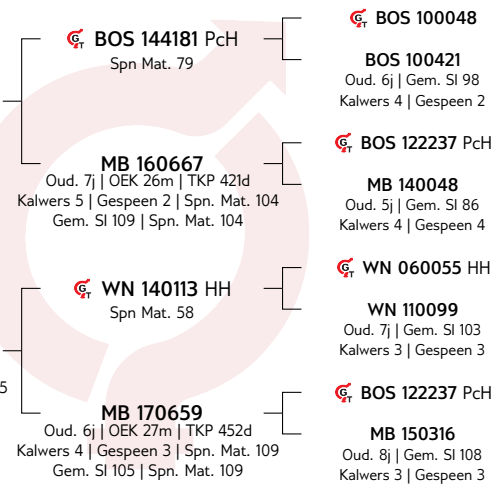 BOS 144181 PcH
Spn Mat. 79
MB 160667
Oud. 7j | OEK 26m | TKP 421d
Kalwers 5 | Gespeen 2 | Spn. Mat. 104
Gem. SI 109 | Spn. Mat. 104
WN 140113 HH
Spn Mat. 58
5
MB 170659
Oud. 6j | OEK 27m | TKP 452d
Kalwers 4 | Gespeen 3 | Spn. Mat. 109
Gem. SI 105 | Spn. Mat. 109
GT BOS 100048
BOS 100421
Oud. 6j | Gem. SI 98
Kalwers 4 | Gespeen 2
GT BOS 122237 PcH
MB 140048
Oud. 5j | Gem. SI 86
Kalwers 4 | Gespeen 4
GT WN 060055 HH
WN 110099
Oud. 7j | Gem. SI 103
Kalwers 3 | Gespeen 3
GT BOS 122237 PcH
MB 150316
Oud. 8j | Gem. SI 108
Kalwers 3 | Gespeen 3